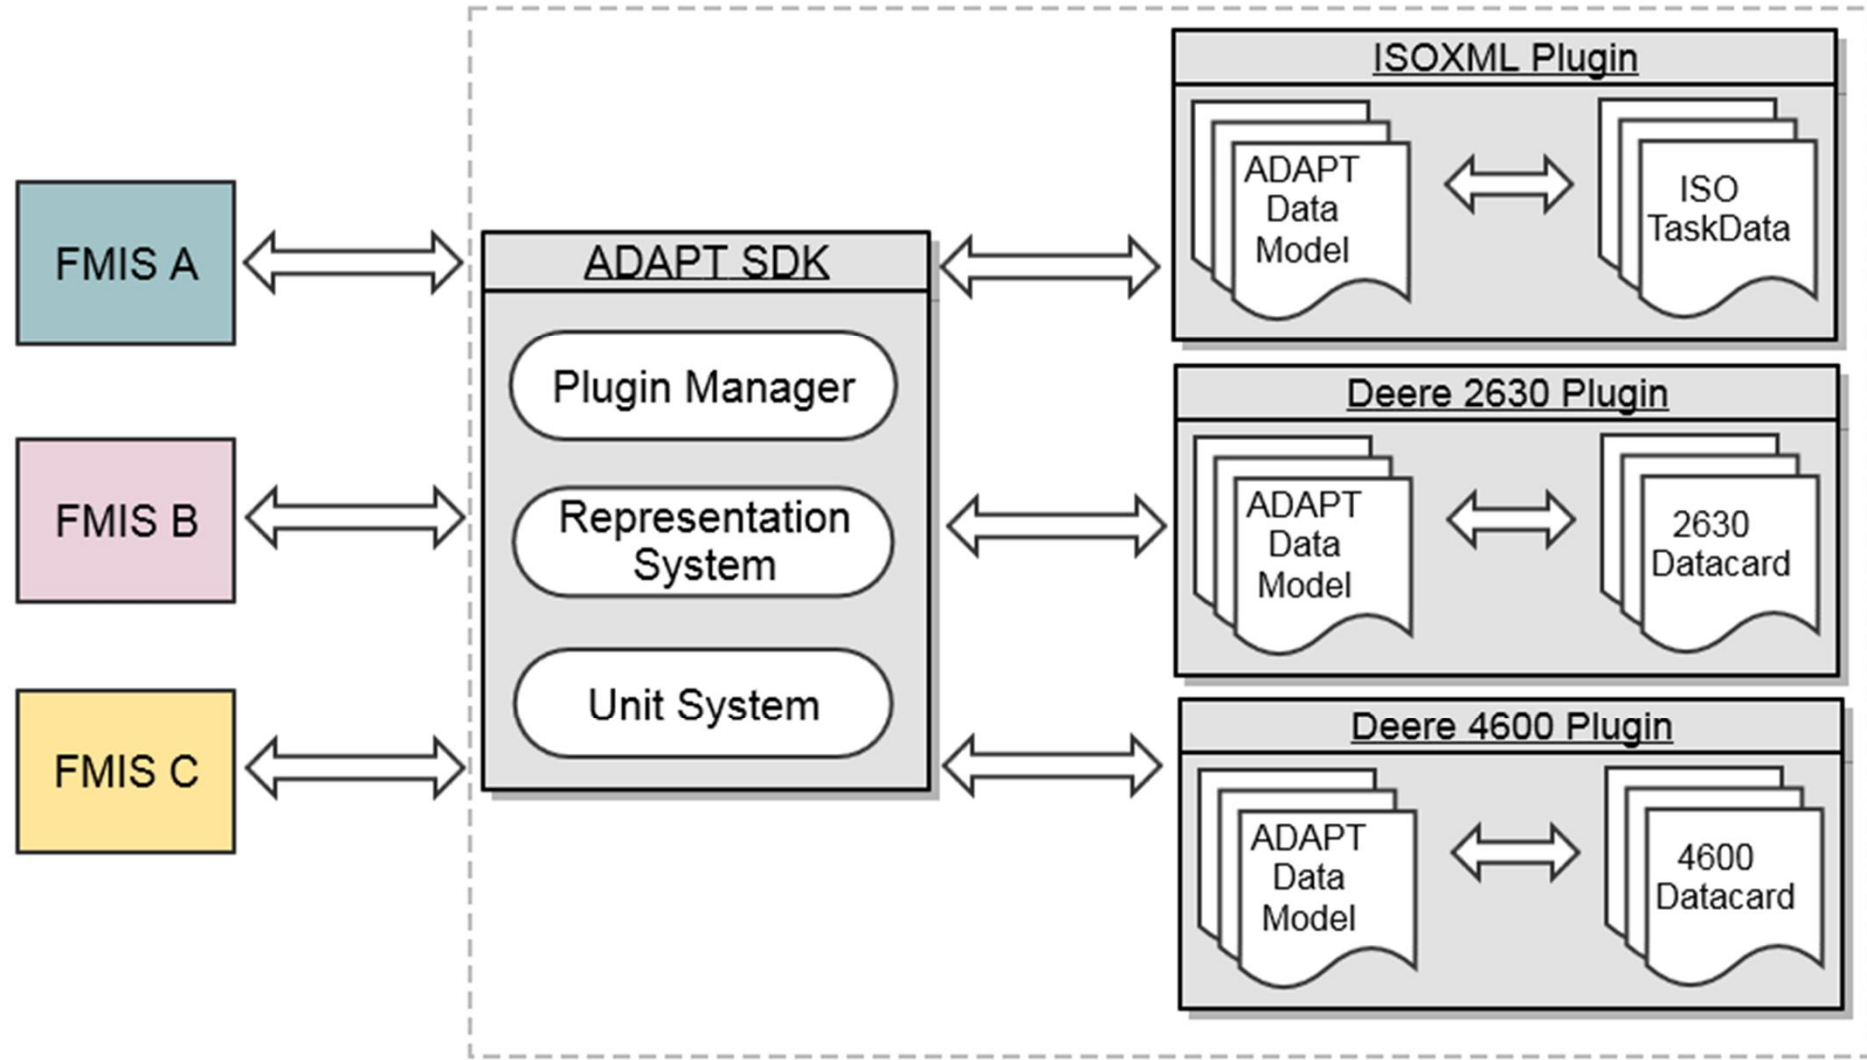 FMIS A
FMIS B
FMIS C
ADAPT SDK
Plugin Manager
Representation
System
Unit System
ISOXML Plugin
ADAPT
Data
Model
ISO
TaskData
Deere 2630 Plugin
ADAPT
Data
Model
2630
Datacard
Deere 4600 Plugin
ADAPT
Data
Model
4600
Datacard